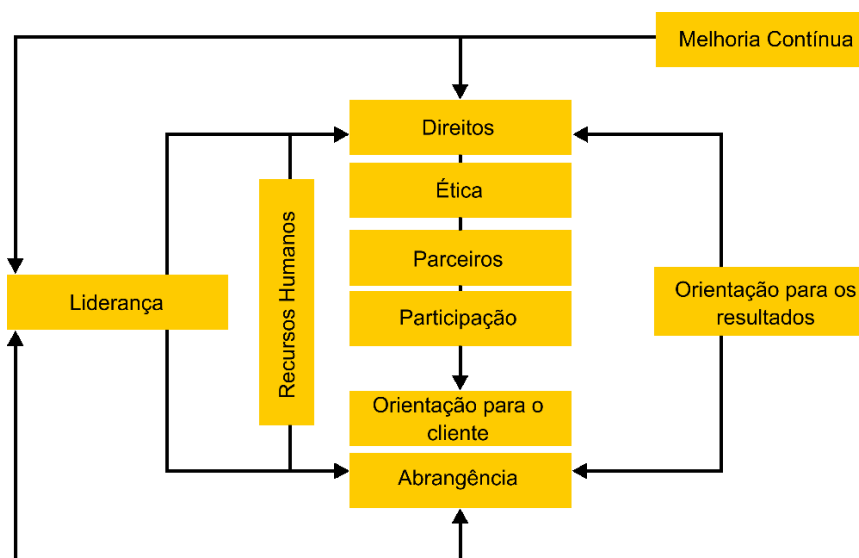 Melhoria Contínua
Direitos
Ética
Parceiros
Participação
Orientação para o
cliente
Abrangência
Liderança
Recursos Humanos
Orientação para os
resultados